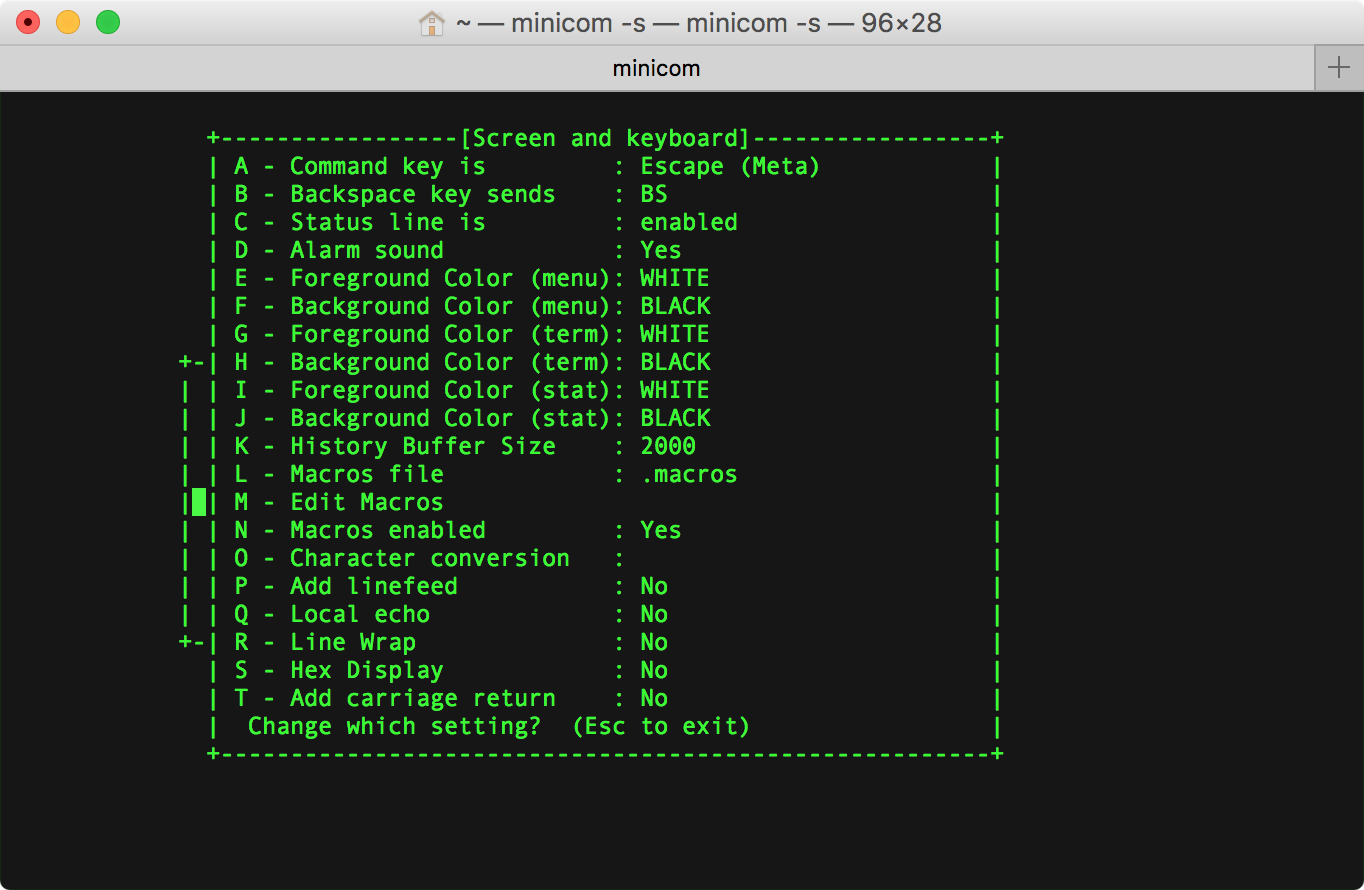 ~ — minicom -s — minicom -s — 96×28
minicom
+-----------------[Screen and keyboard]-----------------+
| A - Command key is         : Escape (Meta)            |
| B - Backspace key sends    : BS                       |
| C - Status line is         : enabled                  |
| D - Alarm sound            : Yes                      |
| E - Foreground Color (menu): WHITE                    |
| F - Background Color (menu): BLACK                    |
| G - Foreground Color (term): WHITE                    |
+-| H - Background Color (term): BLACK                    |
| | I - Foreground Color (stat): WHITE                    |
| | J - Background Color (stat): BLACK                    |
| | K - History Buffer Size    : 2000                     |
| | L - Macros file            : .macros                  |
| | M - Edit Macros                                       |
| | N - Macros enabled         : Yes                      |
| | O - Character conversion   :                          |
| | P - Add linefeed           : No                       |
| | Q - Local echo             : No                       |
+-| R - Line Wrap              : No                       |
| S - Hex Display            : No                       |
| T - Add carriage return    : No                       |
|  Change which setting?  (Esc to exit)                 |
+-------------------------------------------------------+